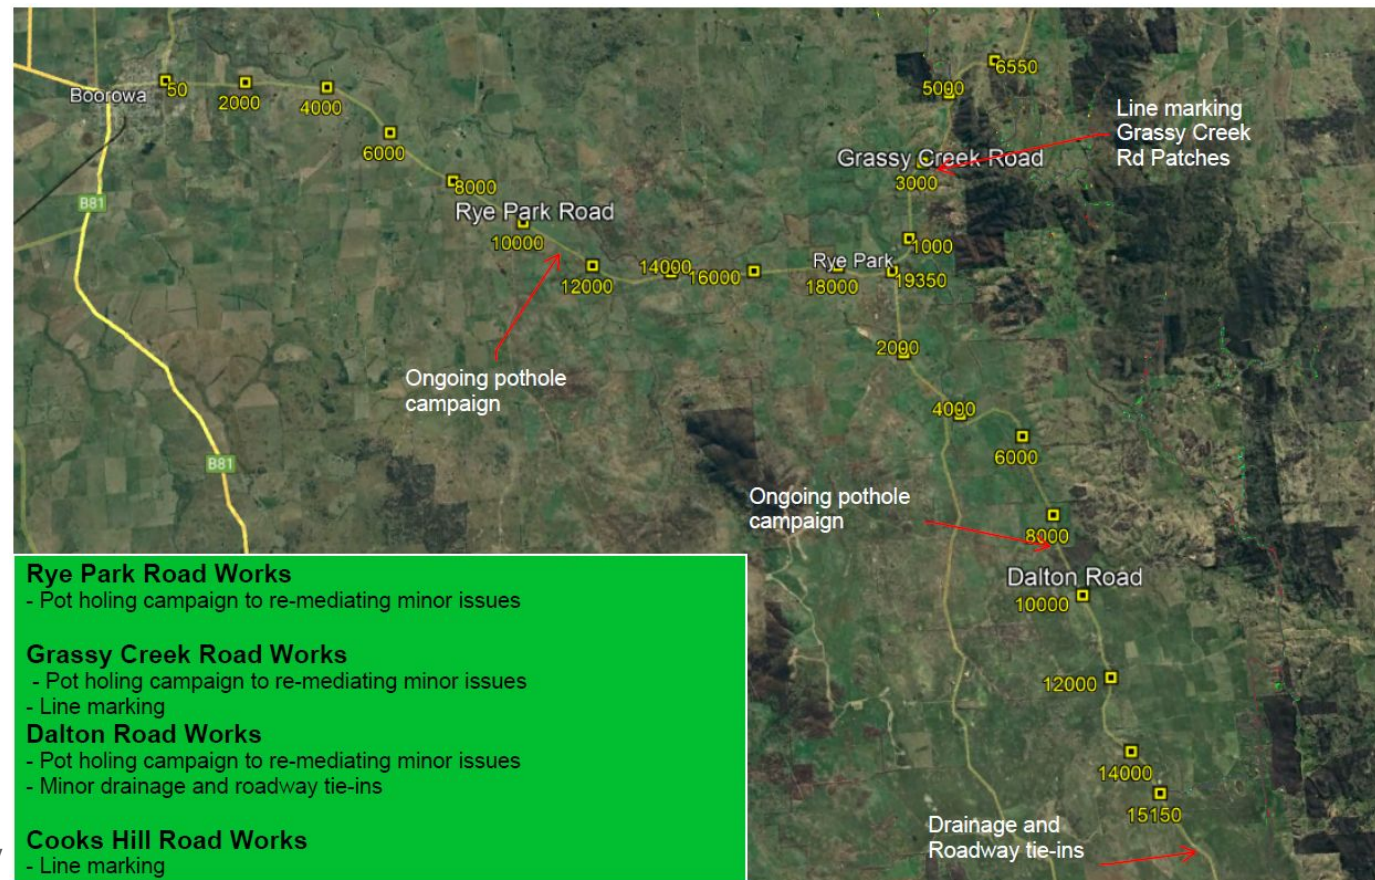 Boorowa
50
2000
4000
6000
8000
Rye Park Road
10000
12000
14000
16000
18000
Rye Park
19350
1000
3000
Grassy Creek Road
5000
6550
Line marking
Grassy Creek
Rd Patches
B81
B81
Ongoing pothole
campaign
2000
4000
6000
Ongoing pothole
campaign
8000
Dalton Road
10000
12000
14000
15150
Drainage and
Roadway tie-ins
Rye Park Road Works
- Pot holing campaign to re-mediating minor issues
Grassy Creek Road Works
- Pot holing campaign to re-mediating minor issues
- Line marking
Dalton Road Works
- Pot holing campaign to re-mediating minor issues
- Minor drainage and roadway tie-ins
Cooks Hill Road Works
- Line marking